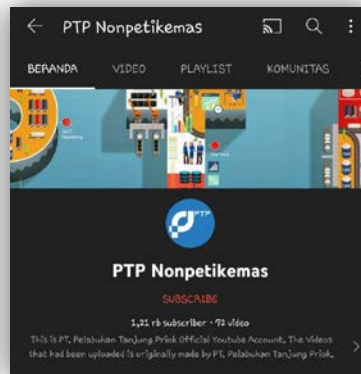 PTP Nonpetikemas
BERANDA VIDEO PLAYLIST KOMUNITAS
PTP
PTP Nonpetikemas
SUBSCRIBE
1,21 rb subscriber • 72 video
This is PT. Pelabuhan Tanjung Priok Official Youtube Account. The Videos
that had been uploaded is originally made by PT. Pelabuhan Tanjung Priok.